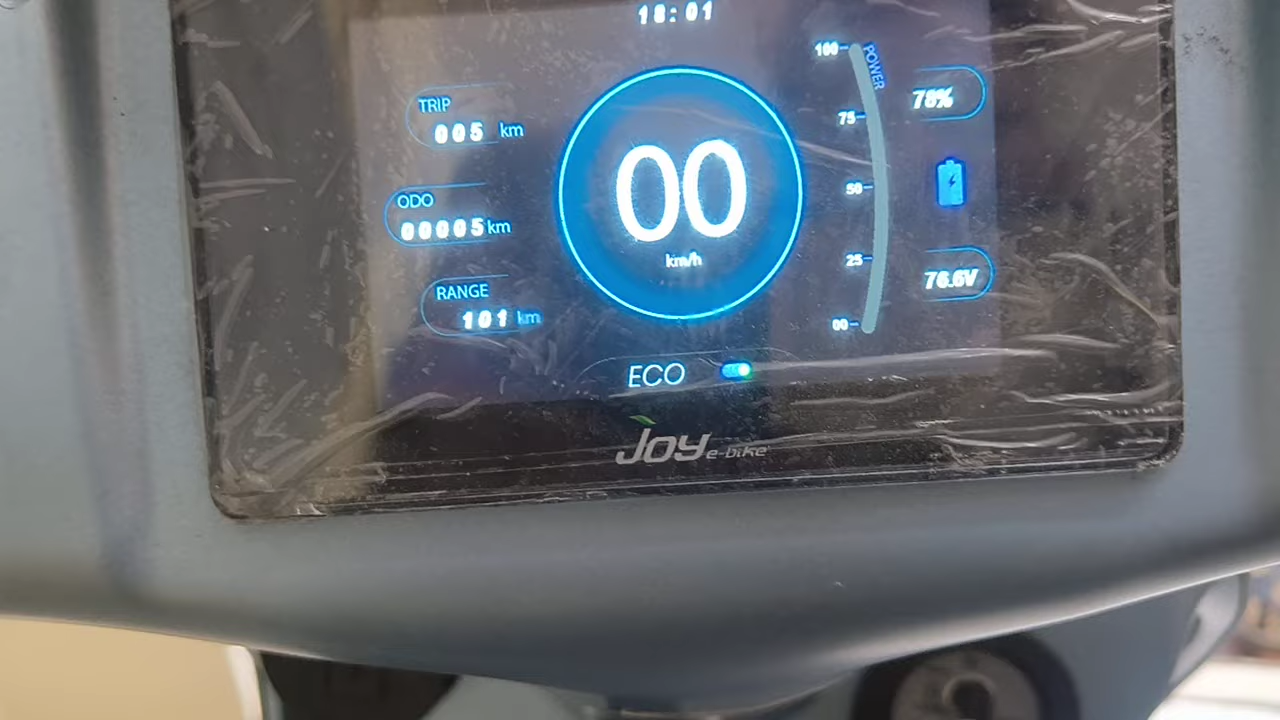 18:01
TRIP
005 km
ODO
00005 km
RANGE
101 km
00
km/h
ECO
100
75
50
25
00
POWER
78%
76.6V
Joy e-bike